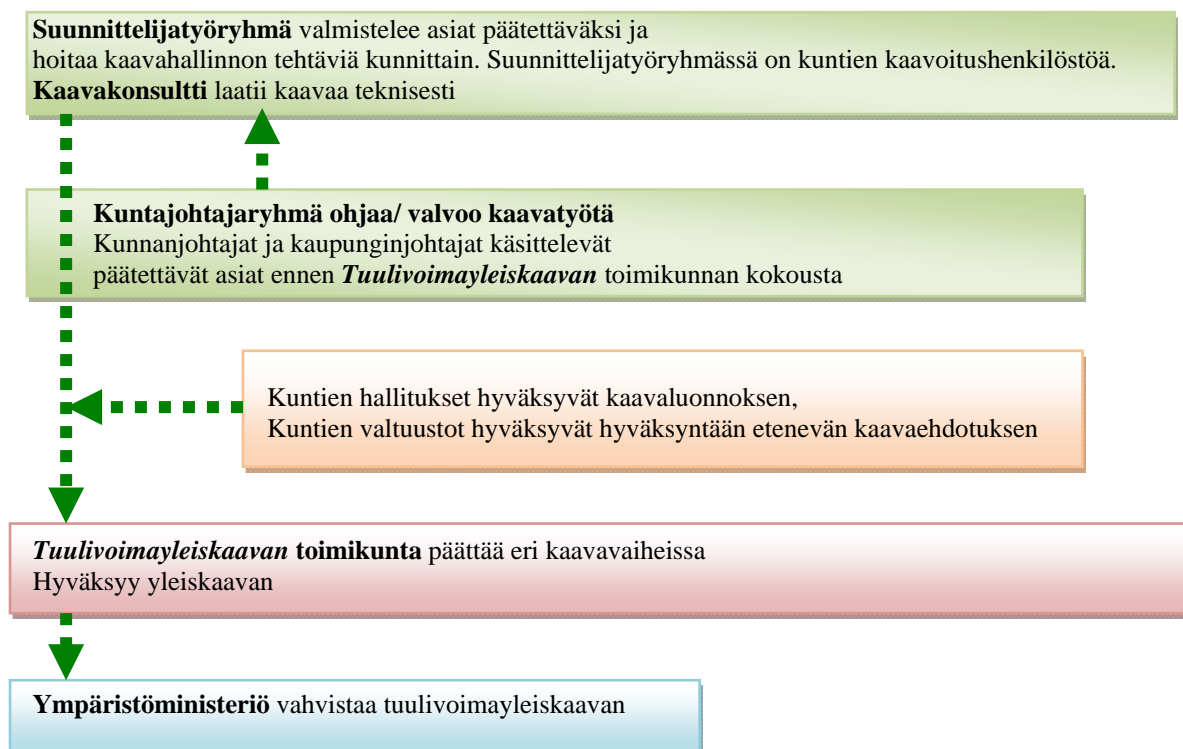 Suunnittelijatyöryhmä valmistelee asiat päätettäväksi ja
hoitaa kaavahallinnon tehtäviä kunnittain. Suunnittelijatyöryhmässä on kuntien kaavoitushenkilöstöä.
Kaavakonsultti laatii kaavaa teknisesti
Kuntajohtajaryhmä ohjaa/ valvoo kaavatyötä
Kunnanjohtajat ja kaupunginjohtajat käsittelevät
päätettävät asiat ennen Tuulivoimayleiskaavan toimikunnan kokousta
Kuntien hallitukset hyväksyvät kaavaluonnoksen,
Kuntien valtuustot hyväksyvät hyväksyntään etenevän kaavaehdotuksen
Tuulivoimayleiskaavan toimikunta päättää eri kaavavaiheissa
Hyväksyy yleiskaavan
Ympäristöministeriö vahvistaa tuulivoimayleiskaavan